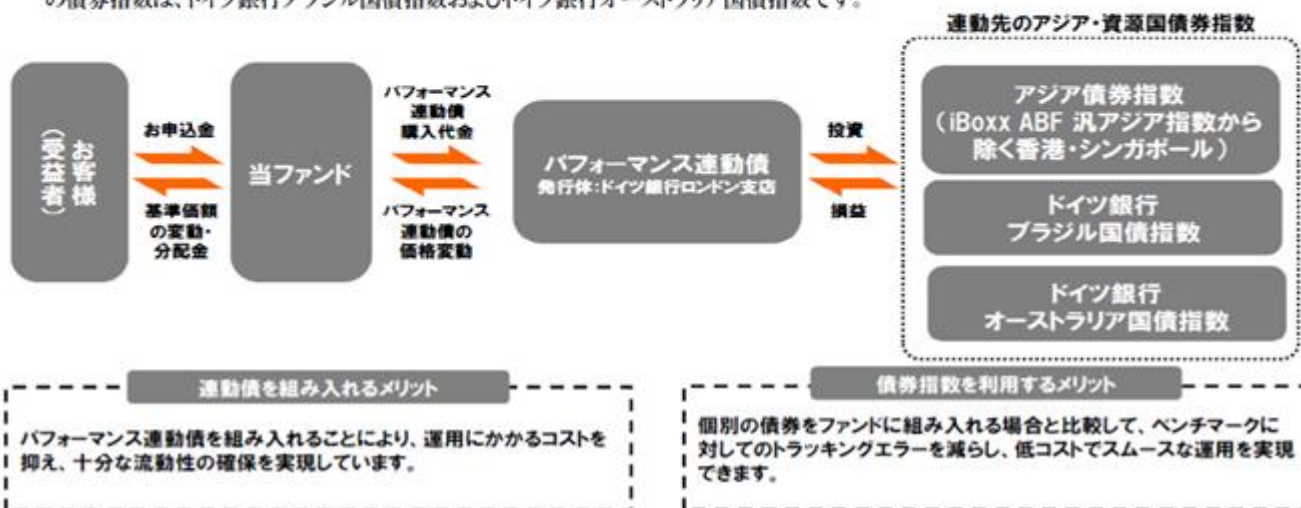 の債券指数は、ドイツ銀行ブラジル国債指数およびドイツ銀行オーストラリア国債指数です。
連動先のアジア・資源国債券指数
お客様
（受益者）
お申込金
基準価額
の変動・
分配金
当ファンド
パフォーマンス
連動債
購入代金
パフォーマンス
連動債の
価格変動
パフォーマンス連動債
発行体：ドイツ銀行ロンドン支店
投資
損益
アジア債券指数
（iBoxx ABF 汎アジア指数から
除く香港・シンガポール）
ドイツ銀行
ブラジル国債指数
ドイツ銀行
オーストラリア国債指数
連動債を組み入れるメリット
パフォーマンス連動債を組み入れることにより、運用にかかるコストを
抑え、十分な流動性の確保を実現しています。
債券指数を利用するメリット
個別の債券をファンドに組み入れる場合と比較して、ベンチマークに
対してのトラッキングエラーを減らし、低コストでスムースな運用を実現
できます。